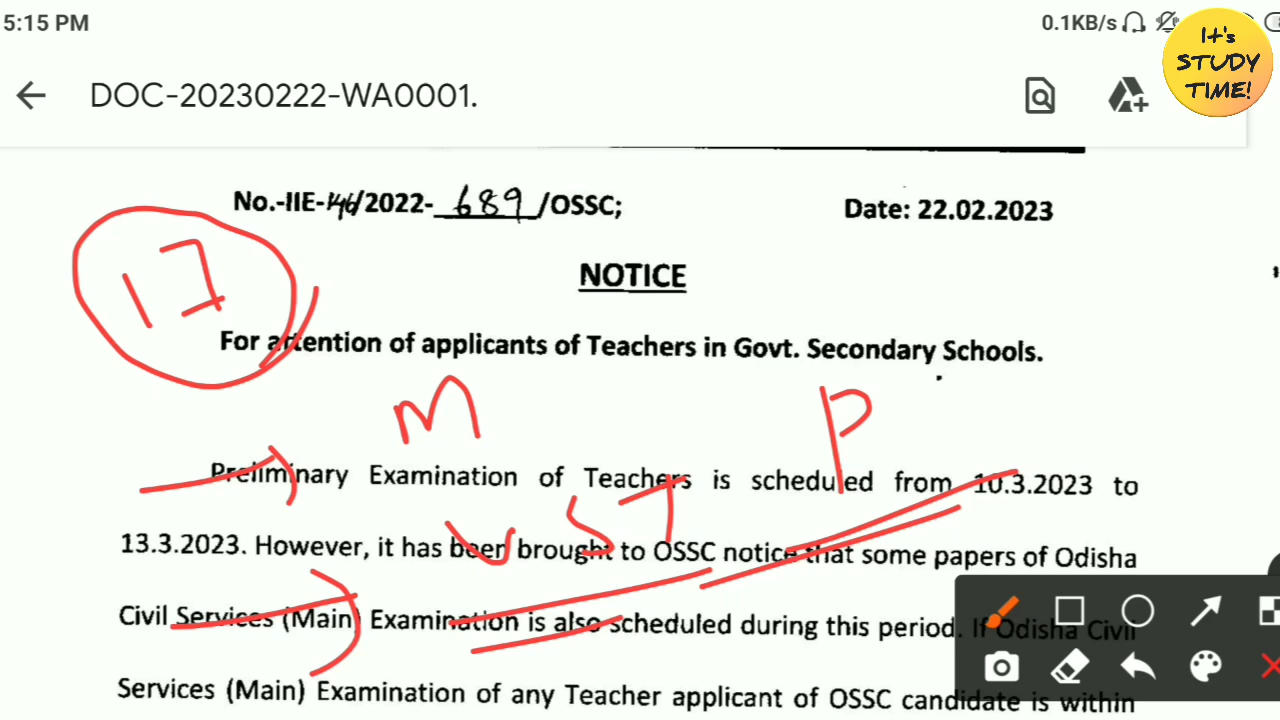 5:15 PM 0.1KB/s
It's
STUDY
TIME!
DOC-20230222-WA0001.
No.-IIE-46/2022-689/OSSC; Date: 22.02.2023
NOTICE
17
For attention of applicants of Teachers in Govt. Secondary Schools.
M P
Preliminary Examination of Teachers is scheduled from 10.3.2023 to
VST
13.3.2023. However, it has been brought to OSSC notice that some papers of Odisha
Civil Services (Main) Examination is also scheduled during this period. If Odisha Civil
Services (Main) Examination of any Teacher applicant of OSSC candidate is within